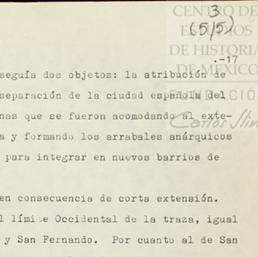 CENTRO DE
3
ESTUDIOS
(5/5)
DE HISTORIA
DE MÉXICO
.-17
seguía dos objetos: la atribución de
FUNDACIÓN
separación de la ciudad española del
Carlos Slim
nas que se fueron acomodando al exte-
a y formando los arrabales anárquicos
para integrar en nuevos barrios de
en consecuencia de corta extensión.
l límite Occidental de la traza, igual
y San Fernando. Por cuanto al de San